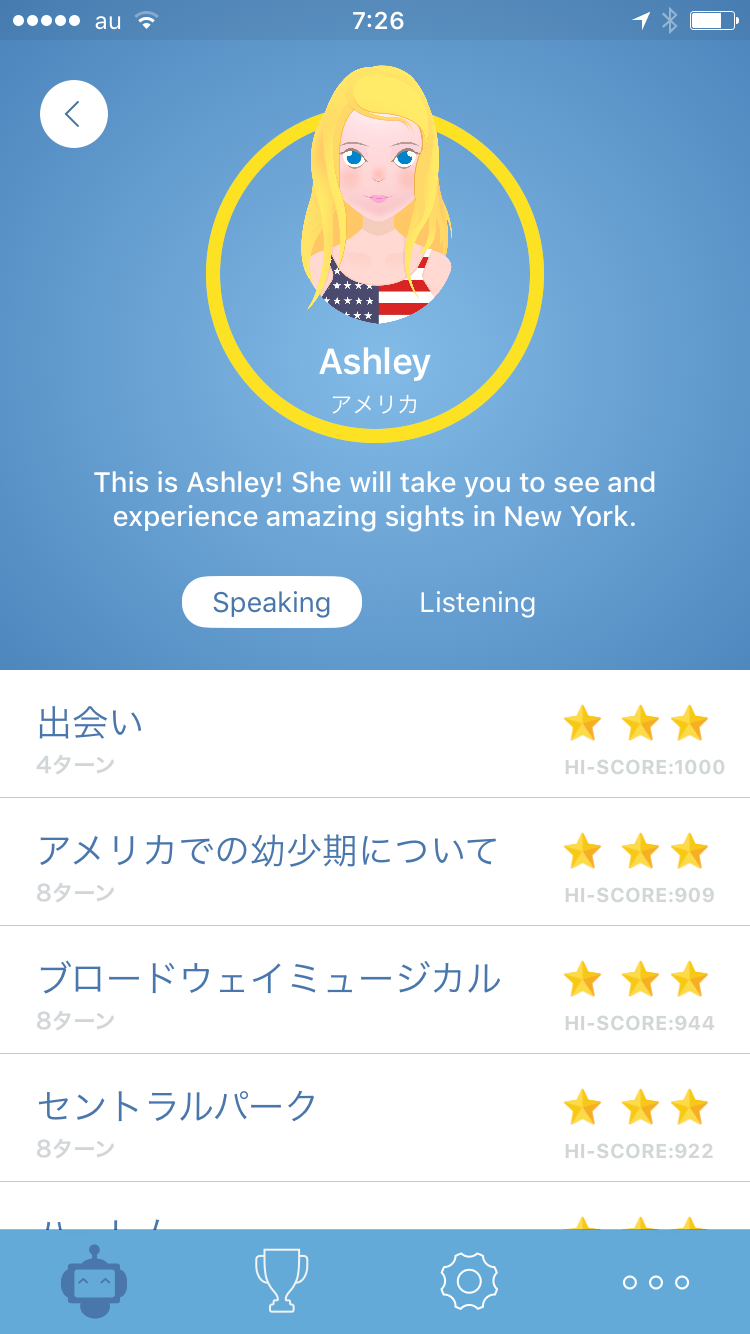 au
7:26
Ashley
アメリカ
This is Ashley! She will take you to see and
experience amazing sights in New York.
Speaking
Listening
出会い
4ターン
HI-SCORE:1000
アメリカでの幼少期について
8ターン
HI-SCORE:909
ブロードウェイミュージカル
8ターン
HI-SCORE:944
セントラルパーク
8ターン
HI-SCORE:922